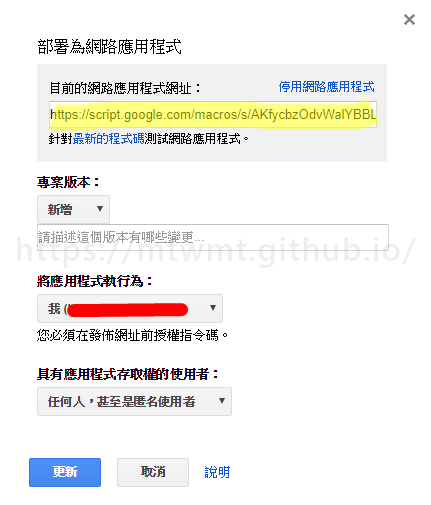 部署為網路應用程式
目前的網路應用程式網址：
停用網路應用程式
https://script.google.com/macros/s/AKfycbzOdvWaIYBBL
針對最新的程式碼測試網路應用程式。
專案版本：
新增
請描述這個版本有哪些變更...
https://mtwmt.github.io/
將應用程式執行為：
我 (
您必須在發佈網址前授權指令碼。
具有應用程式存取權的使用者：
任何人，甚至是匿名使用者
更新
取消
說明